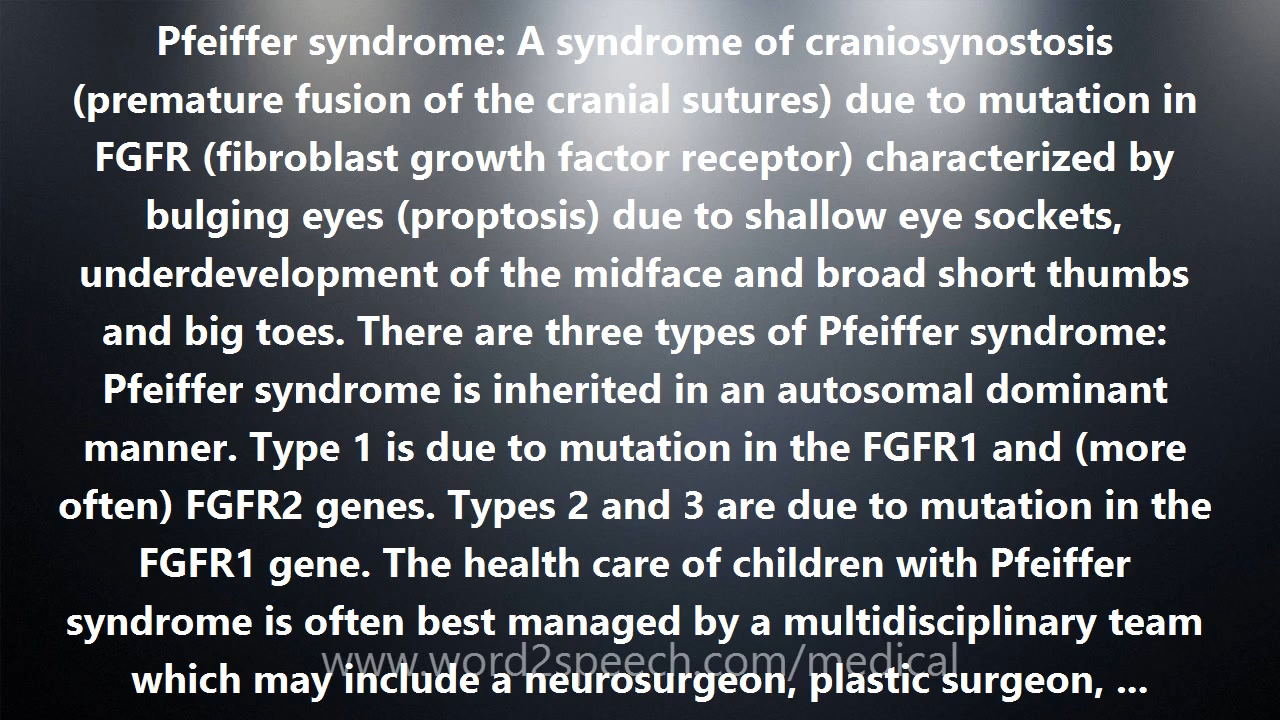 Pfeiffer syndrome: A syndrome of craniosynostosis
(premature fusion of the cranial sutures) due to mutation in
FGFR (fibroblast growth factor receptor) characterized by
bulging eyes (proptosis) due to shallow eye sockets,
underdevelopment of the midface and broad short thumbs
and big toes. There are three types of Pfeiffer syndrome:
Pfeiffer syndrome is inherited in an autosomal dominant
manner. Type 1 is due to mutation in the FGFR1 and (more
often) FGFR2 genes. Types 2 and 3 are due to mutation in the
FGFR1 gene. The health care of children with Pfeiffer
syndrome is often best managed by a multidisciplinary team
www.word2speech.com/medical
which may include a neurosurgeon, plastic surgeon, ...